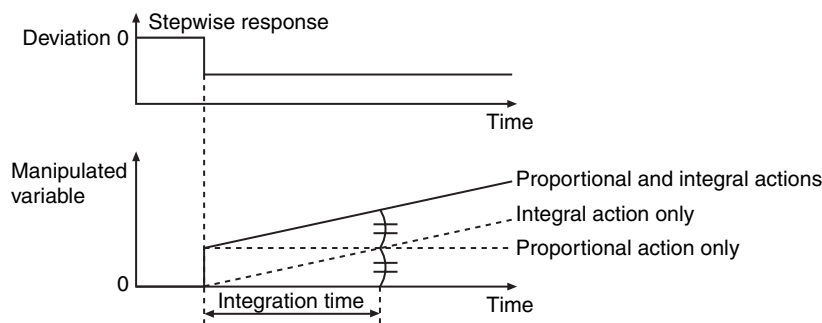 Stepwise response
Deviation 0
Time
Manipulated
variable
Proportional and integral actions
Integral action only
Proportional action only
0
Integration time
Time